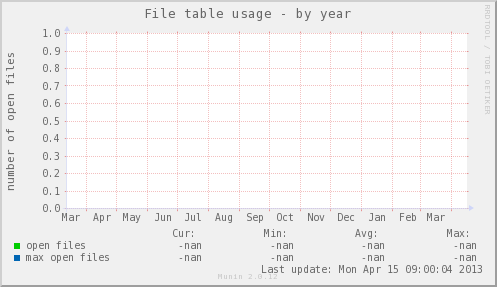 File table usage - by year
RRDTOOL / TOBI OETIKER
number of open files
1.0
0.9
0.8
0.7
0.6
0.5
0.4
0.3
0.2
0.1
0.0
Mar Apr May Jun Jul Aug Sep Oct Nov Dec Jan Feb Mar
Cur: Min: Avg: Max:
open files -nan -nan -nan -nan
max open files -nan -nan -nan -nan
Last update: Mon Apr 15 09:00:04 2013
Munin 2.0.12